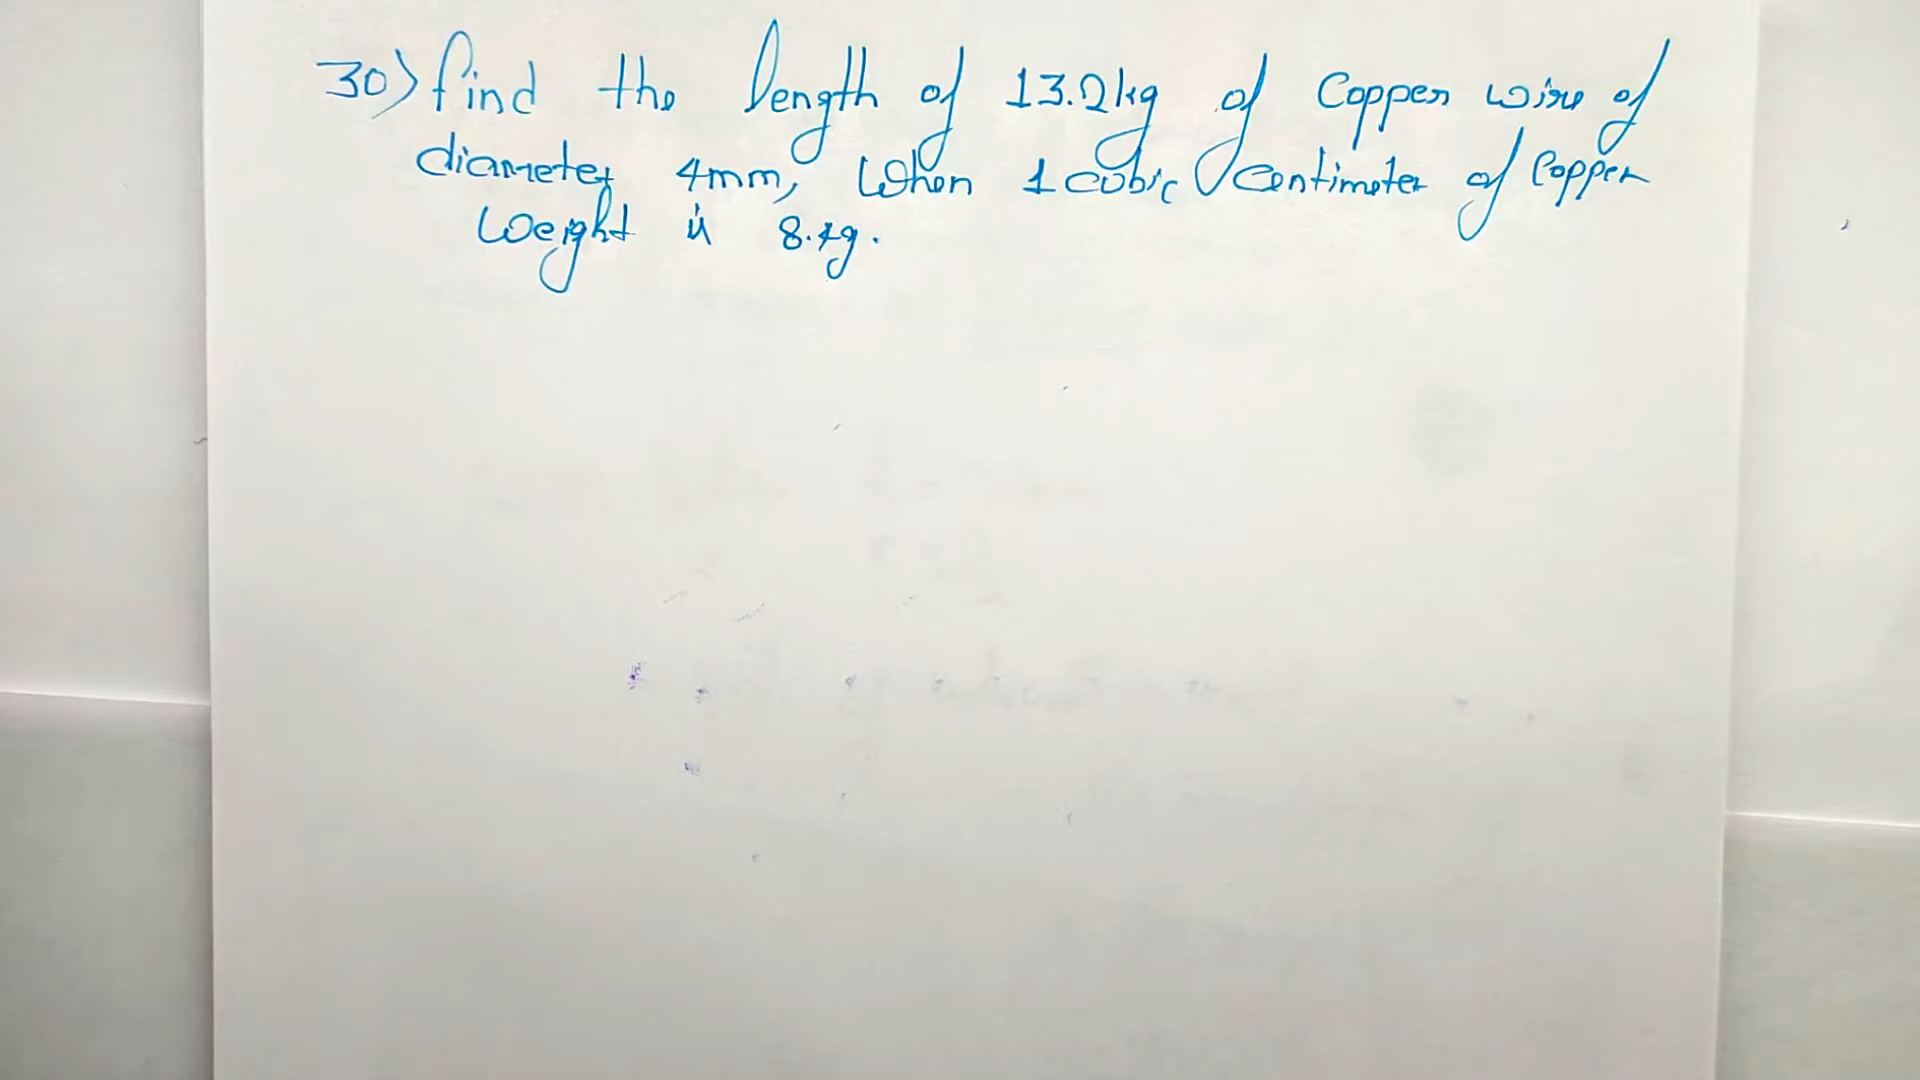 30) find the length of 13.2kg of Copper wire of
diameter 4mm, When 1 cubic Centimeter of Copper
Weight is 8.4g.